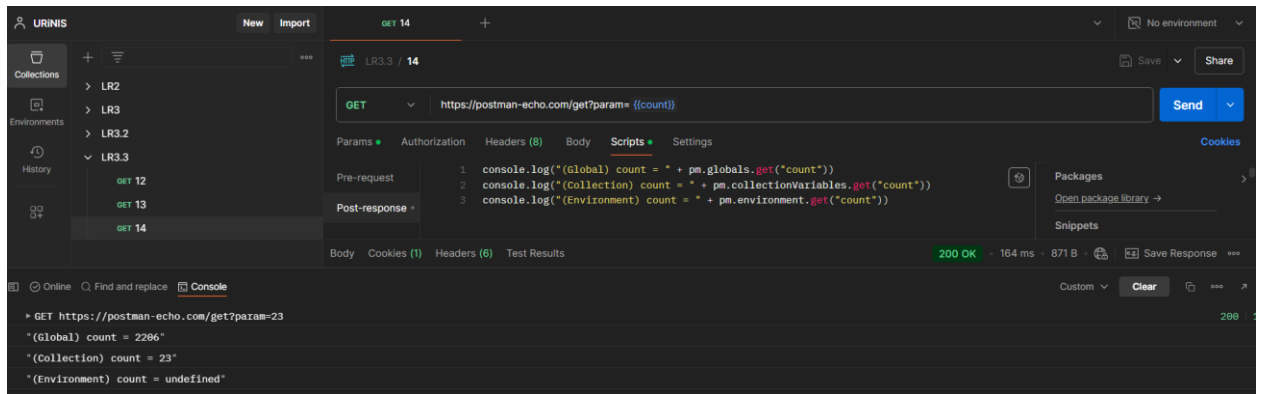 URiNIS New Import GET 14 No environment
Collections
LR3.3 / 14 Save Share
LR2
Environments
GET https://postman-echo.com/get?param= {{count}} Send
LR3
LR3.2
History
Params Authorization Headers (8) Body Scripts Settings Cookies
LR3.3
GET 12
GET 13
GET 14
Pre-request
Post-response
1 console.log("(Global) count = " + pm.globals.get("count"))
2 console.log("(Collection) count = " + pm.collectionVariables.get("count"))
3 console.log("(Environment) count = " + pm.environment.get("count"))
Packages
Open package library →
Snippets
Body Cookies (1) Headers (6) Test Results 200 OK 164 ms 871 B Save Response
Online Find and replace Console Custom Clear
GET https://postman-echo.com/get?param=23 200
"(Global) count = 2206"
"(Collection) count = 23"
"(Environment) count = undefined"